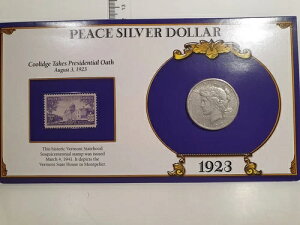 PEACE SILVER DOLLAR
Coolidge Takes Presidential Oath
August 3, 1923
This historic Vermont Statehood
Sesquicentennial stamp was issued
March 4, 1941. It depicts the
Vermont State House in Montpelier.
1923